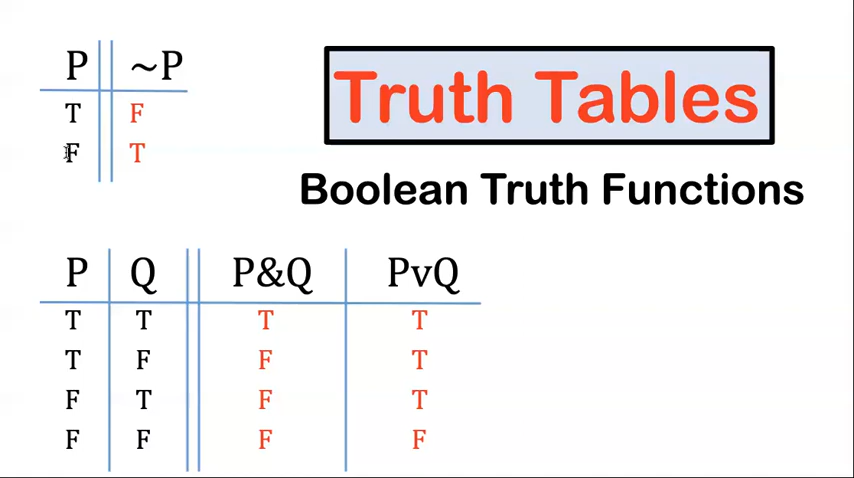 P ~P
T F
F T
Truth Tables
Boolean Truth Functions
P Q P&Q PvQ
T T T T
T F F T
F T F T
F F F F